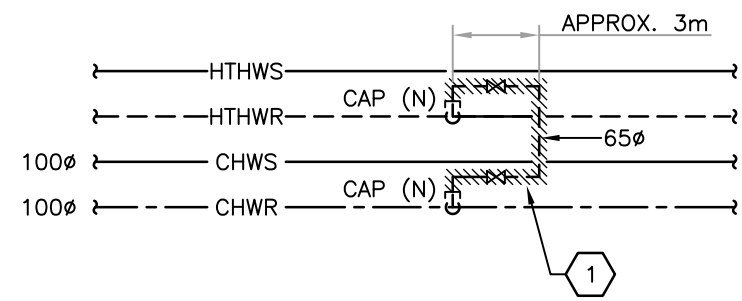 APPROX. 3m
HTHWS
CAP (N)
HTHWR
65ø
100ø CHWS
CAP (N)
100ø CHWR
1